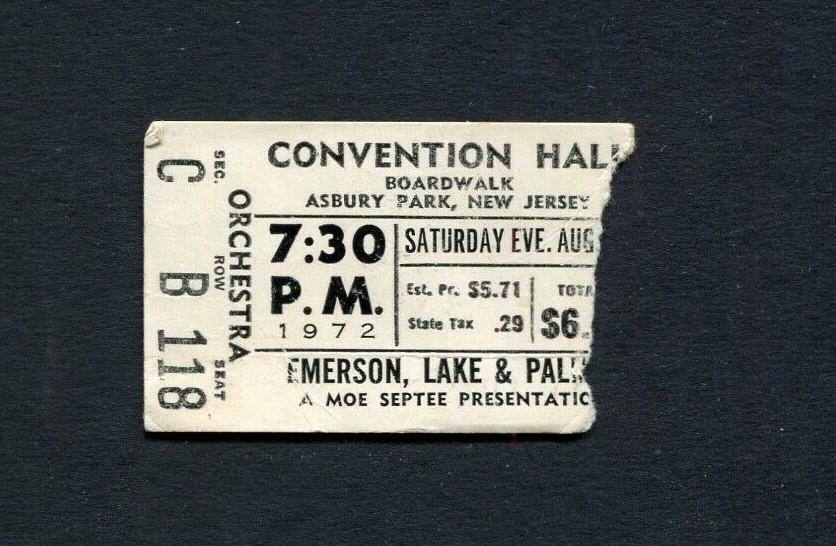 CONVENTION HAL
BOARDWALK
ASBURY PARK, NEW JERSEY
7:30
P.M.
1972
SATURDAY EVE. AUG
Est. Pr. $5.71
State Tax .29
TOTA
$6.
EMERSON, LAKE & PAL
A MOE SEPTEE PRESENTATIO
ORCHESTRA
SEC. ROW SEAT
C B 118